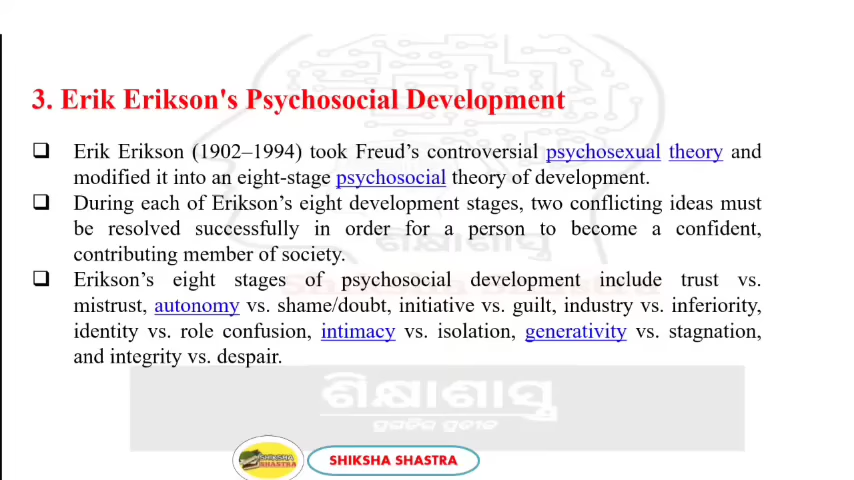 3. Erik Erikson's Psychosocial Development
❑ Erik Erikson (1902–1994) took Freud’s controversial psychosexual theory and
modified it into an eight-stage psychosocial theory of development.
❑ During each of Erikson’s eight development stages, two conflicting ideas must
be resolved successfully in order for a person to become a confident,
contributing member of society.
❑ Erikson’s eight stages of psychosocial development include trust vs.
mistrust, autonomy vs. shame/doubt, initiative vs. guilt, industry vs. inferiority,
identity vs. role confusion, intimacy vs. isolation, generativity vs. stagnation,
and integrity vs. despair.
ଶିକ୍ଷାଶାସ୍ତ୍ର
SHIKSHA
SHASTRA
SHIKSHA SHASTRA